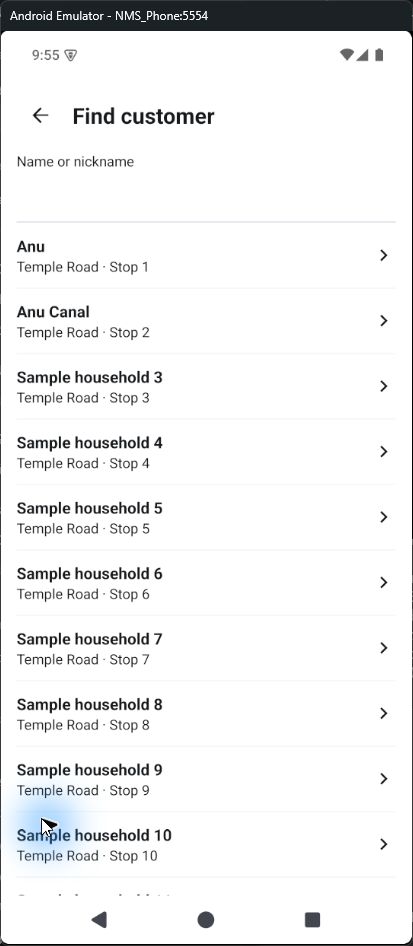 Android Emulator - NMS_Phone:5554
9:55
Find customer
Name or nickname
Anu
Temple Road · Stop 1
Anu Canal
Temple Road · Stop 2
Sample household 3
Temple Road · Stop 3
Sample household 4
Temple Road · Stop 4
Sample household 5
Temple Road · Stop 5
Sample household 6
Temple Road · Stop 6
Sample household 7
Temple Road · Stop 7
Sample household 8
Temple Road · Stop 8
Sample household 9
Temple Road · Stop 9
Sample household 10
Temple Road · Stop 10